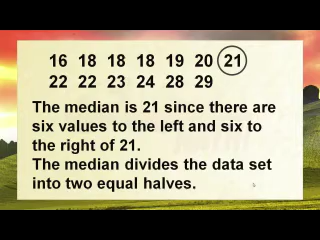 16 18 18 18 19 20 21
22 22 23 24 28 29
The median is 21 since there are
six values to the left and six to
the right of 21.
The median divides the data set
into two equal halves.